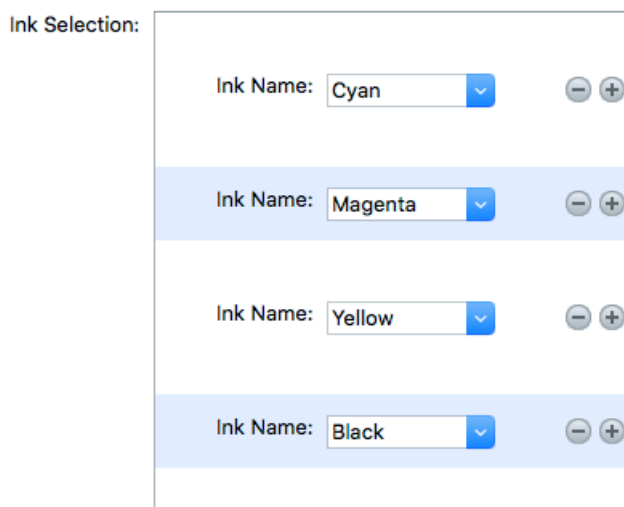 Ink Selection:
Ink Name: Cyan
Ink Name: Magenta
Ink Name: Yellow
Ink Name: Black